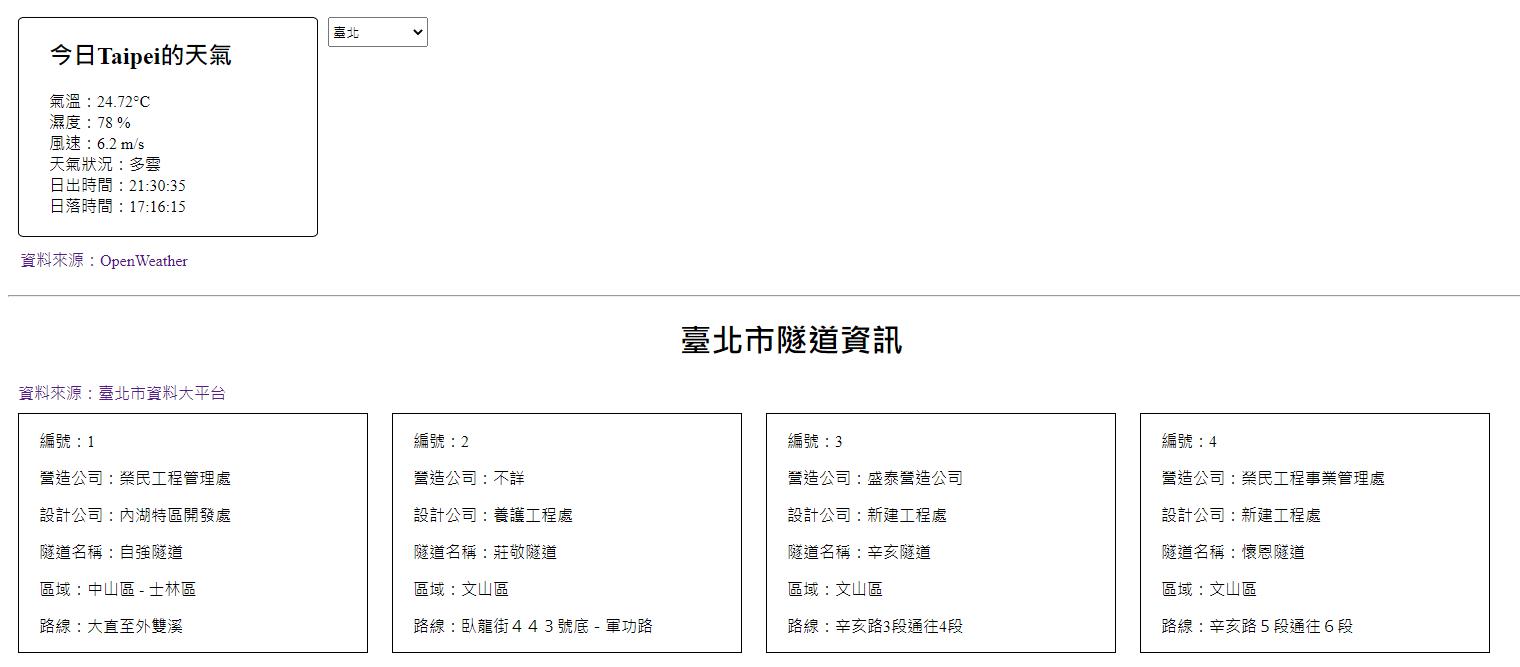 今日Taipei的天氣
臺北
氣溫：24.72°C
濕度：78 %
風速：6.2 m/s
天氣狀況：多雲
日出時間：21:30:35
日落時間：17:16:15
資料來源：OpenWeather
臺北市隧道資訊
資料來源：臺北市資料大平台
編號：1
營造公司：榮民工程管理處
設計公司：內湖特區開發處
隧道名稱：自強隧道
區域：中山區 - 士林區
路線：大直至外雙溪
編號：2
營造公司：不詳
設計公司：養護工程處
隧道名稱：莊敬隧道
區域：文山區
路線：臥龍街４４３號底－軍功路
編號：3
營造公司：盛泰營造公司
設計公司：新建工程處
隧道名稱：辛亥隧道
區域：文山區
路線：辛亥路3段通往4段
編號：4
營造公司：榮民工程事業管理處
設計公司：新建工程處
隧道名稱：懷恩隧道
區域：文山區
路線：辛亥路５段通往６段